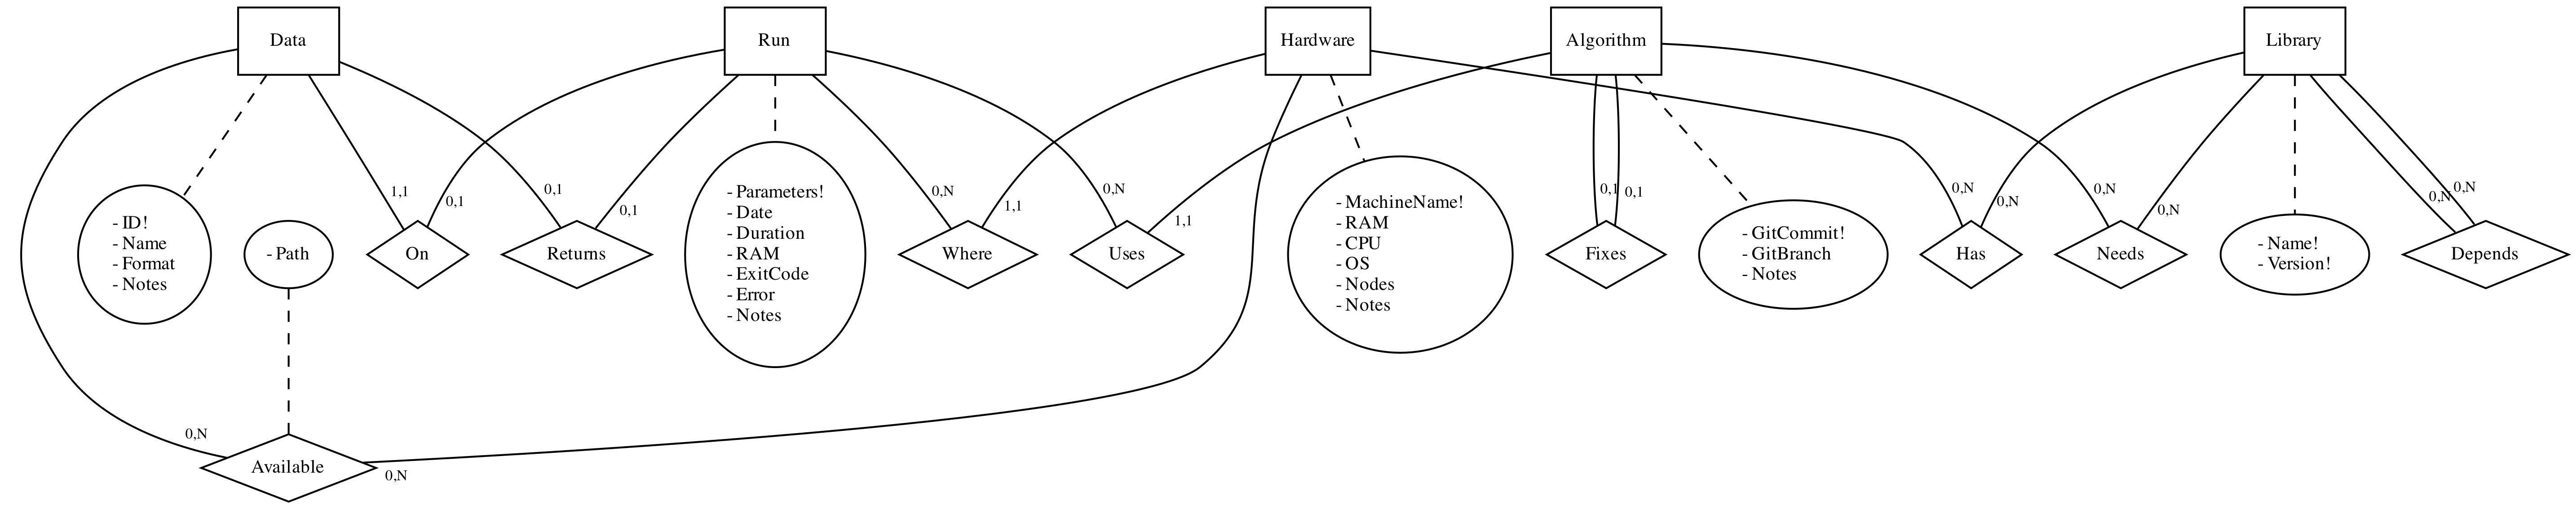 Data
Run
Hardware
Algorithm
Library
1,1
0,1
0,1
0,1
0,N
1,1
0,N
1,1
0,1
0,1
0,N
0,N
0,N
0,N
0,N
0,N
- ID!
- Name
- Format
- Notes
- Path
On
Returns
- Parameters!
- Date
- Duration
- RAM
- ExitCode
- Error
- Notes
Where
Uses
- MachineName!
- RAM
- CPU
- OS
- Nodes
- Notes
Fixes
- GitCommit!
- GitBranch
- Notes
Has
Needs
- Name!
- Version!
Depends
0,N
Available
0,N